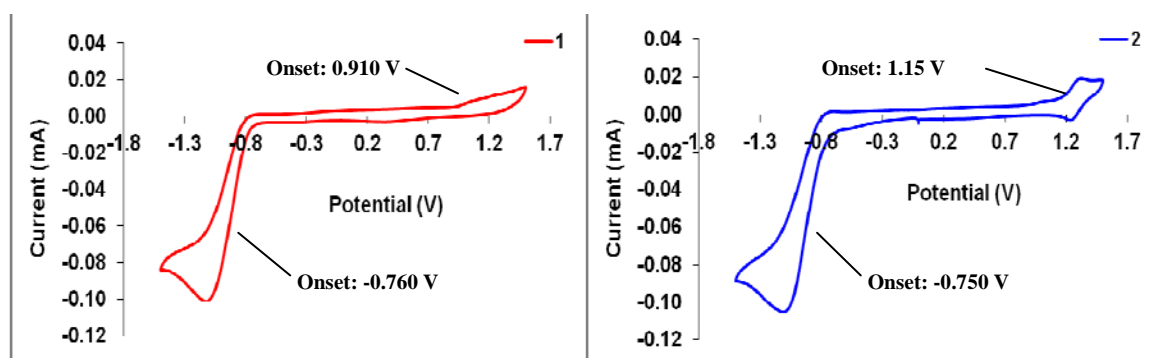 0.04
1
0.02
Onset: 0.910 V
0.00
-1.8 -1.3 -0.8 -0.3 0.2 0.7 1.2 1.7
-0.02
-0.04
Potential (V)
-0.06
-0.08
Onset: -0.760 V
-0.10
-0.12
Current (mA)
0.04
2
0.02
Onset: 1.15 V
0.00
-1.8 -1.3 -0.8 -0.3 0.2 0.7 1.2 1.7
-0.02
-0.04
Potential (V)
-0.06
-0.08
Onset: -0.750 V
-0.10
-0.12
Current (mA)